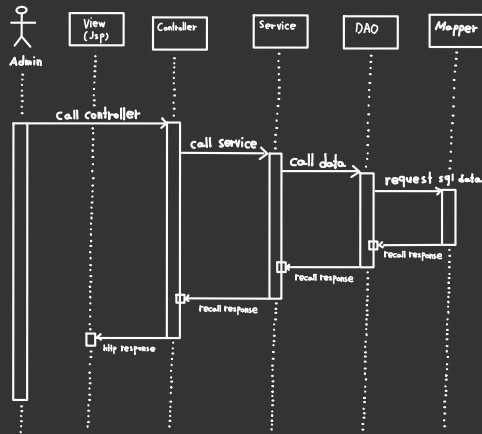 Admin
View
(Jsp)
Controller
Service
DAO
Mapper
call controller
call service
call data
request sql data
recall response
recall response
recall response
http response